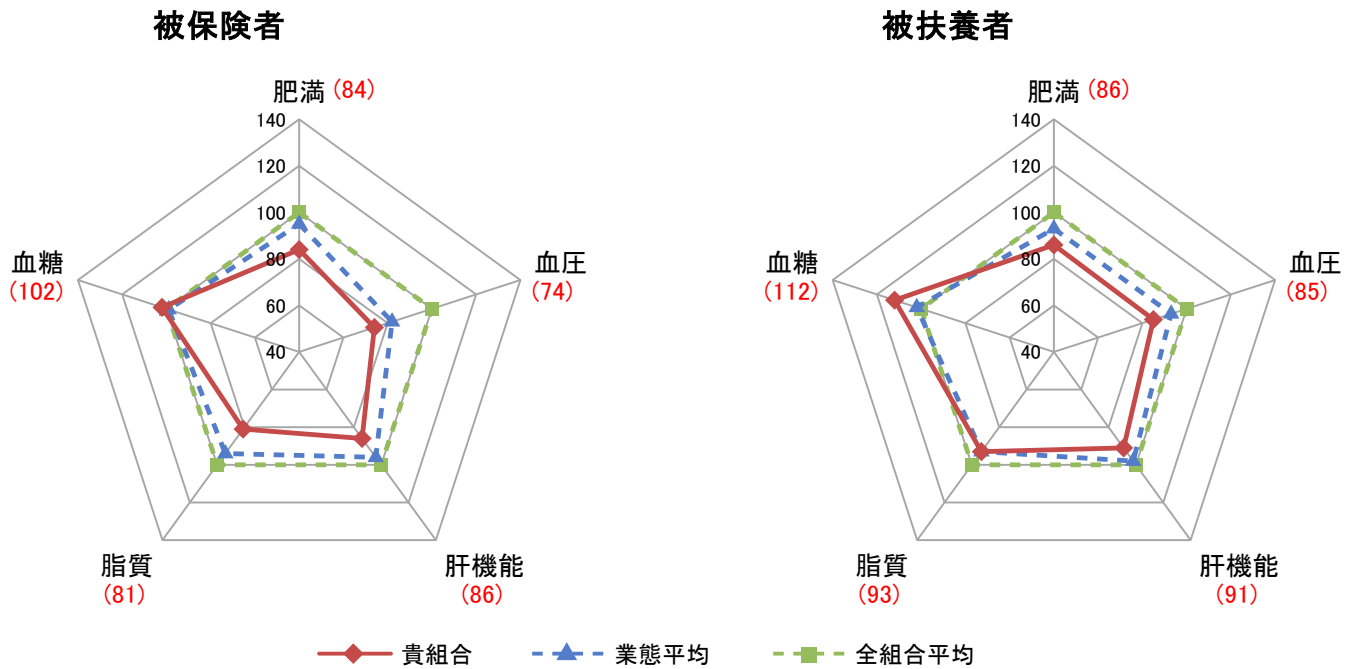 被保険者
肥満 (84)
140
120
100
80
60
40
血圧
(74)
肝機能
(86)
脂質
(81)
血糖
(102)
被扶養者
肥満 (86)
140
120
100
80
60
40
血圧
(85)
肝機能
(91)
脂質
(93)
血糖
(112)
貴組合 業態平均 全組合平均